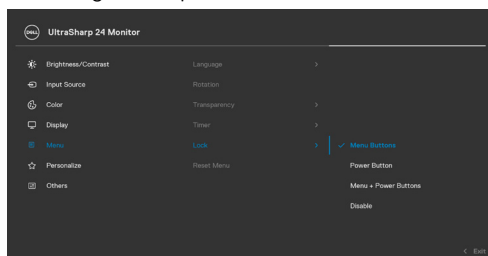 DELL UltraSharp 24 Monitor
Brightness/Contrast
Input Source
Color
Display
Menu
Personalize
Others
Language
Rotation
Transparency
Timer
Lock
Reset Menu
Menu Buttons
Power Button
Menu + Power Buttons
Disable
Exit